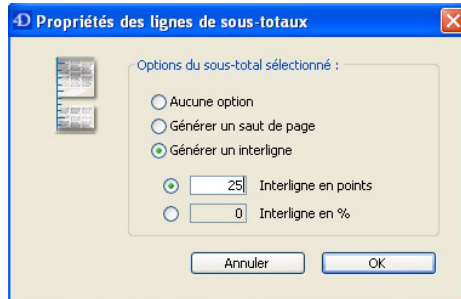 Propriétés des lignes de sous-totaux
Options du sous-total sélectionné :
Aucune option
Générer un saut de page
Générer un interligne
25 Interligne en points
0 Interligne en %
Annuler OK